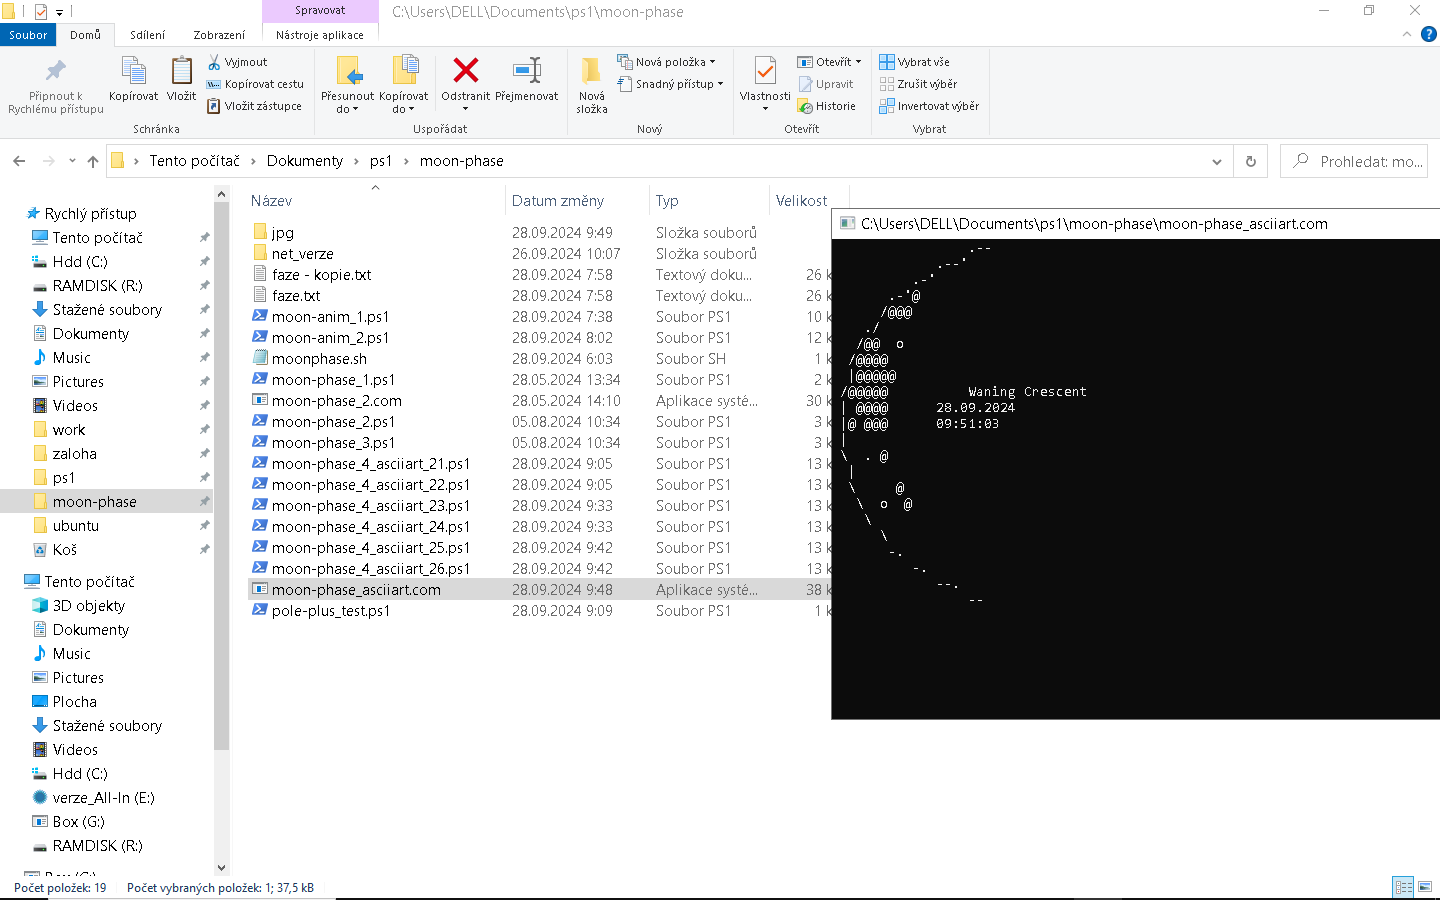 Spravovat
C:\Users\DELL\Documents\ps1\moon-phase
Soubor
Domů
Sdílení
Zobrazení
Nástroje aplikace
Připnout k
Rychlému přístupu
Kopírovat
Vložit
Vyjmout
Kopírovat cestu
Vložit zástupce
Schránka
Přesunout
do
Kopírovat
do
Odstranit
Přejmenovat
Uspořádat
Nová
složka
Nová položka
Snadný přístup
Nový
Vlastnosti
Otevřít
Upravit
Historie
Otevřít
Vybrat vše
Zrušit výběr
Invertovat výběr
Vybrat
Tento počítač › Dokumenty › ps1 › moon-phase
Prohledat: mo...
Rychlý přístup
Tento počítač
Hdd (C:)
RAMDISK (R:)
Stažené soubory
Dokumenty
Music
Pictures
Videos
work
zaloha
ps1
moon-phase
ubuntu
Koš
Tento počítač
3D objekty
Dokumenty
Music
Pictures
Plocha
Stažené soubory
Videos
Hdd (C:)
verze_All-In (E:)
Box (G:)
RAMDISK (R:)
Box (G:)
Název Datum změny Typ Velikost
jpg 28.09.2024 9:49 Složka souborů
net_verze 26.09.2024 10:07 Složka souborů
faze - kopie.txt 28.09.2024 7:58 Textový doku... 26 k
faze.txt 28.09.2024 7:58 Textový doku... 26 k
moon-anim_1.ps1 28.09.2024 7:38 Soubor PS1 10 k
moon-anim_2.ps1 28.09.2024 8:02 Soubor PS1 12 k
moonphase.sh 28.09.2024 6:03 Soubor SH 1 k
moon-phase_1.ps1 28.05.2024 13:34 Soubor PS1 2 k
moon-phase_2.com 28.05.2024 14:10 Aplikace systé... 30 k
moon-phase_2.ps1 05.08.2024 10:34 Soubor PS1 3 k
moon-phase_3.ps1 05.08.2024 10:34 Soubor PS1 3 k
moon-phase_4_asciiart_21.ps1 28.09.2024 9:05 Soubor PS1 13 k
moon-phase_4_asciiart_22.ps1 28.09.2024 9:05 Soubor PS1 13 k
moon-phase_4_asciiart_23.ps1 28.09.2024 9:33 Soubor PS1 13 k
moon-phase_4_asciiart_24.ps1 28.09.2024 9:33 Soubor PS1 13 k
moon-phase_4_asciiart_25.ps1 28.09.2024 9:42 Soubor PS1 13 k
moon-phase_4_asciiart_26.ps1 28.09.2024 9:42 Soubor PS1 13 k
moon-phase_asciiart.com 28.09.2024 9:48 Aplikace systé... 38 k
pole-plus_test.ps1 28.09.2024 9:09 Soubor PS1 1 k
C:\Users\DELL\Documents\ps1\moon-phase\moon-phase_asciiart.com
.--
.--'
.-'
.-'@
/@@@
./
/@@  o
/@@@@
|@@@@@
/@@@@@ Waning Crescent
| @@@@ 28.09.2024
|@ @@@ 09:51:03
|
\  . @
|
\     @
\  o  @
\
\
-.
-.
--.
--
Počet položek: 19
Počet vybraných položek: 1; 37,5 kB